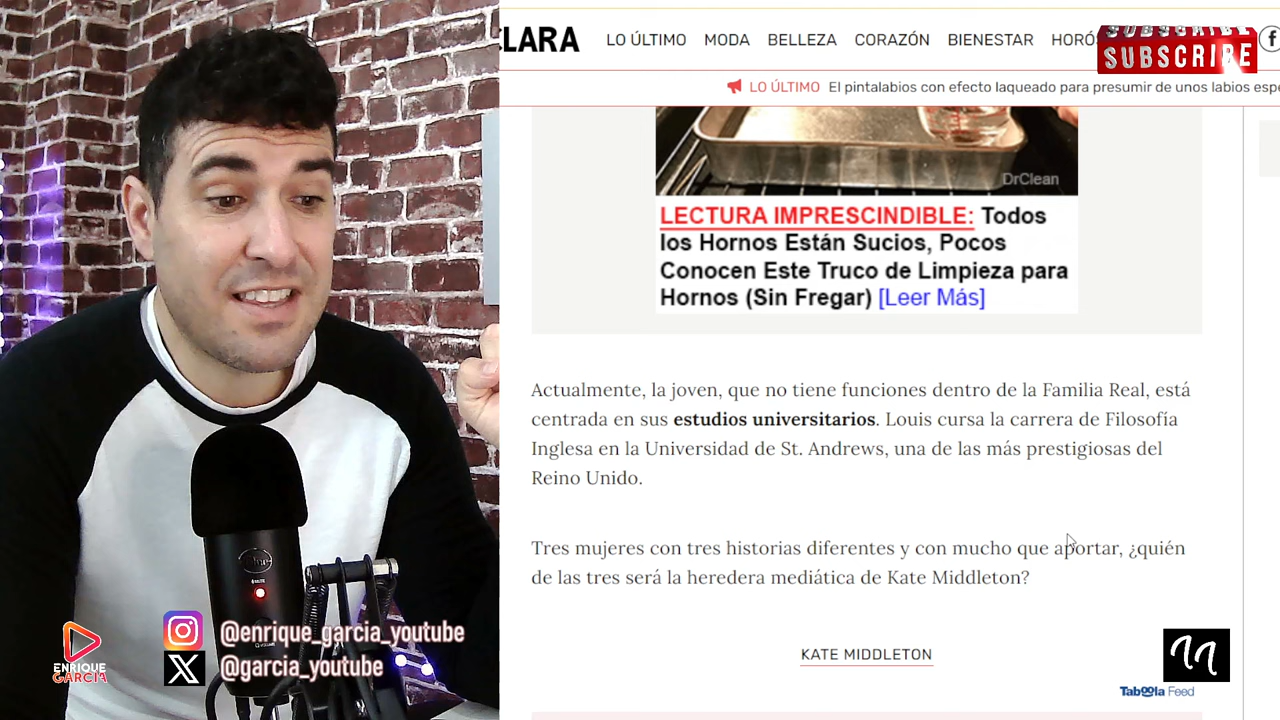 CLARA
LO ÚLTIMO MODA BELLEZA CORAZÓN BIENESTAR
SUBSCRIBE
LO ÚLTIMO El pintalabios con efecto laqueado para presumir de unos labios
DrClean
LECTURA IMPRESCINDIBLE: Todos
los Hornos Están Sucios, Pocos
Conocen Este Truco de Limpieza para
Hornos (Sin Fregar) [Leer Más]
Actualmente, la joven, que no tiene funciones dentro de la Familia Real, está
centrada en sus estudios universitarios. Louis cursa la carrera de Filosofía
Inglesa en la Universidad de St. Andrews, una de las más prestigiosas del
Reino Unido.
Tres mujeres con tres historias diferentes y con mucho que aportar, ¿quién
de las tres será la heredera mediática de Kate Middleton?
KATE MIDDLETON
Taboola Feed
@enrique_garcia_youtube
@garcia_youtube
ENRIQUE
GARCIA